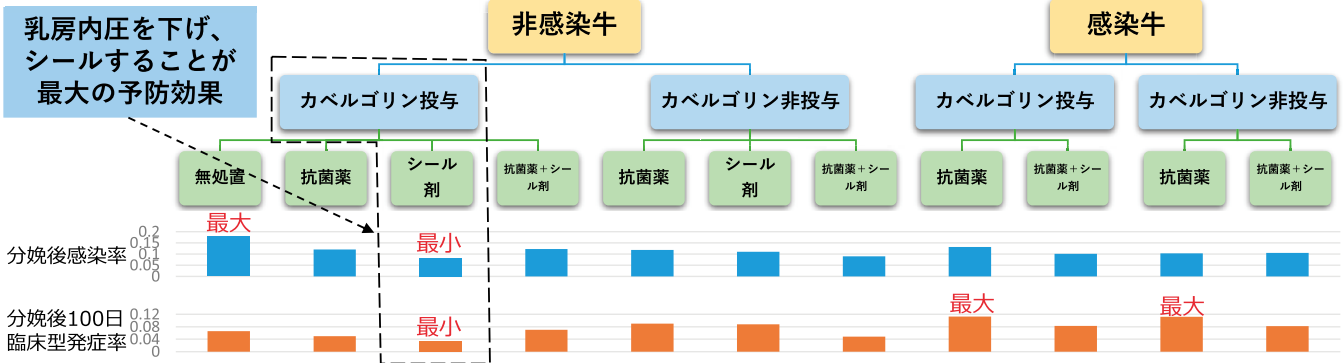 乳房内圧を下げ、
シールすることが
最大の予防効果
非感染牛
感染牛
カベルゴリン投与
カベルゴリン非投与
カベルゴリン投与
カベルゴリン非投与
無処置
抗菌薬
シール
剤
抗菌薬＋シー
ル剤
抗菌薬
シール
剤
抗菌薬＋シー
ル剤
抗菌薬
抗菌薬＋シー
ル剤
抗菌薬
抗菌薬＋シー
ル剤
分娩後感染率
0.2
0.15
0.1
0.05
0
最大
最小
分娩後100日
臨床型発症率
0.12
0.08
0.04
0
最小
最大
最大